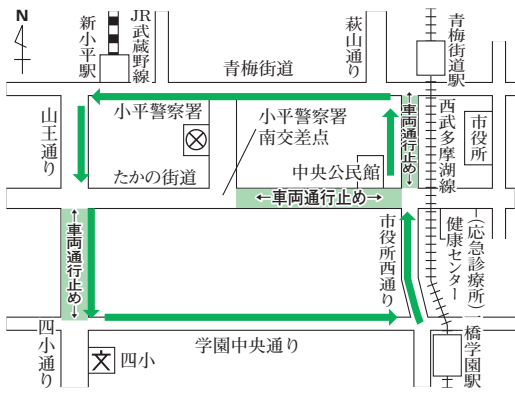 N
新小平駅
JR武蔵野線
萩山通り
青梅街道駅
青梅街道
山王通り
小平警察署
小平警察署
南交差点
車両通行止め
西武多摩湖線
市役所
たかの街道
中央公民館
車両通行止め
車両通行止め
市役所西通り
健康センター
(応急診療所)
四小通り
文
四小
学園中央通り
一橋学園駅